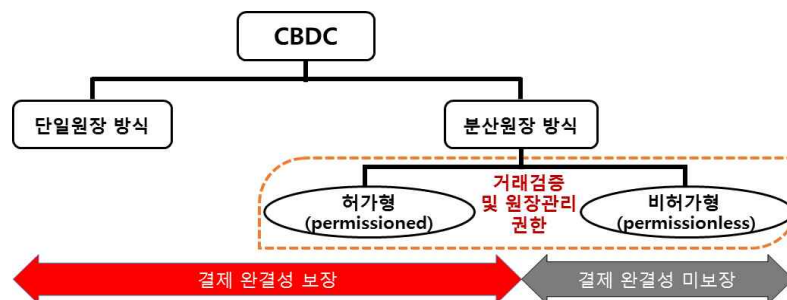 CBDC
단일원장 방식
분산원장 방식
허가형
(permissioned)
거래검증
및 원장관리
권한
비허가형
(permissionless)
결제 완결성 보장
결제 완결성 미보장